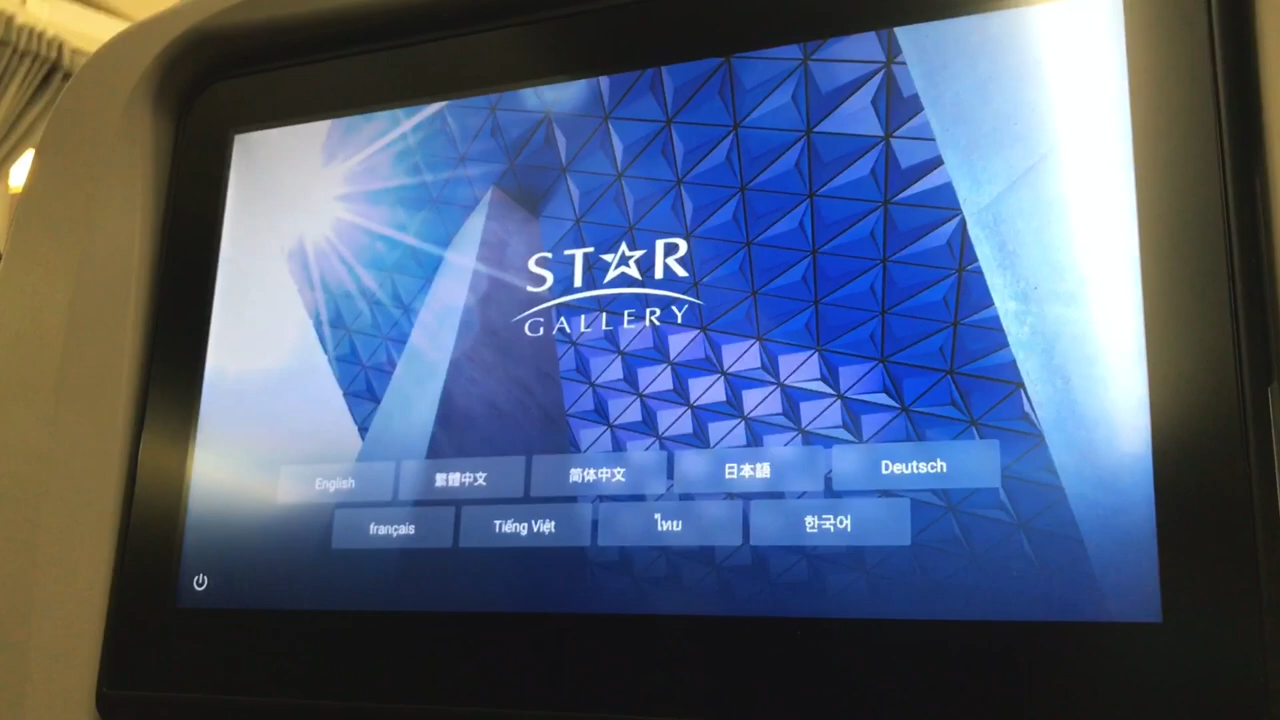 ST☆R
GALLERY
English 繁體中文 简体中文 日本語 Deutsch
français Tiếng Việt ไทย 한국어